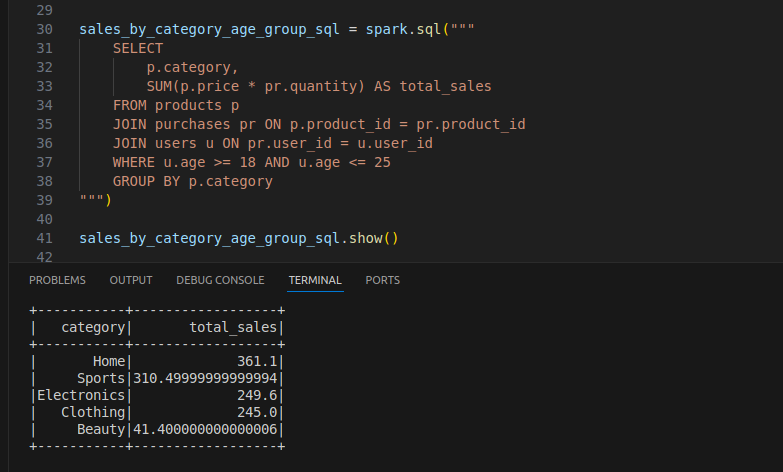 29
30 sales_by_category_age_group_sql = spark.sql("""
31     SELECT
32         p.category,
33         SUM(p.price * pr.quantity) AS total_sales
34     FROM products p
35     JOIN purchases pr ON p.product_id = pr.product_id
36     JOIN users u ON pr.user_id = u.user_id
37     WHERE u.age >= 18 AND u.age <= 25
38     GROUP BY p.category
39 """)
40
41 sales_by_category_age_group_sql.show()
42
PROBLEMS OUTPUT DEBUG CONSOLE TERMINAL PORTS
+-----------+------------------+
|   category|       total_sales|
+-----------+------------------+
|       Home|             361.1|
|     Sports|310.49999999999994|
|Electronics|             249.6|
|   Clothing|             245.0|
|     Beauty|41.400000000000006|
+-----------+------------------+